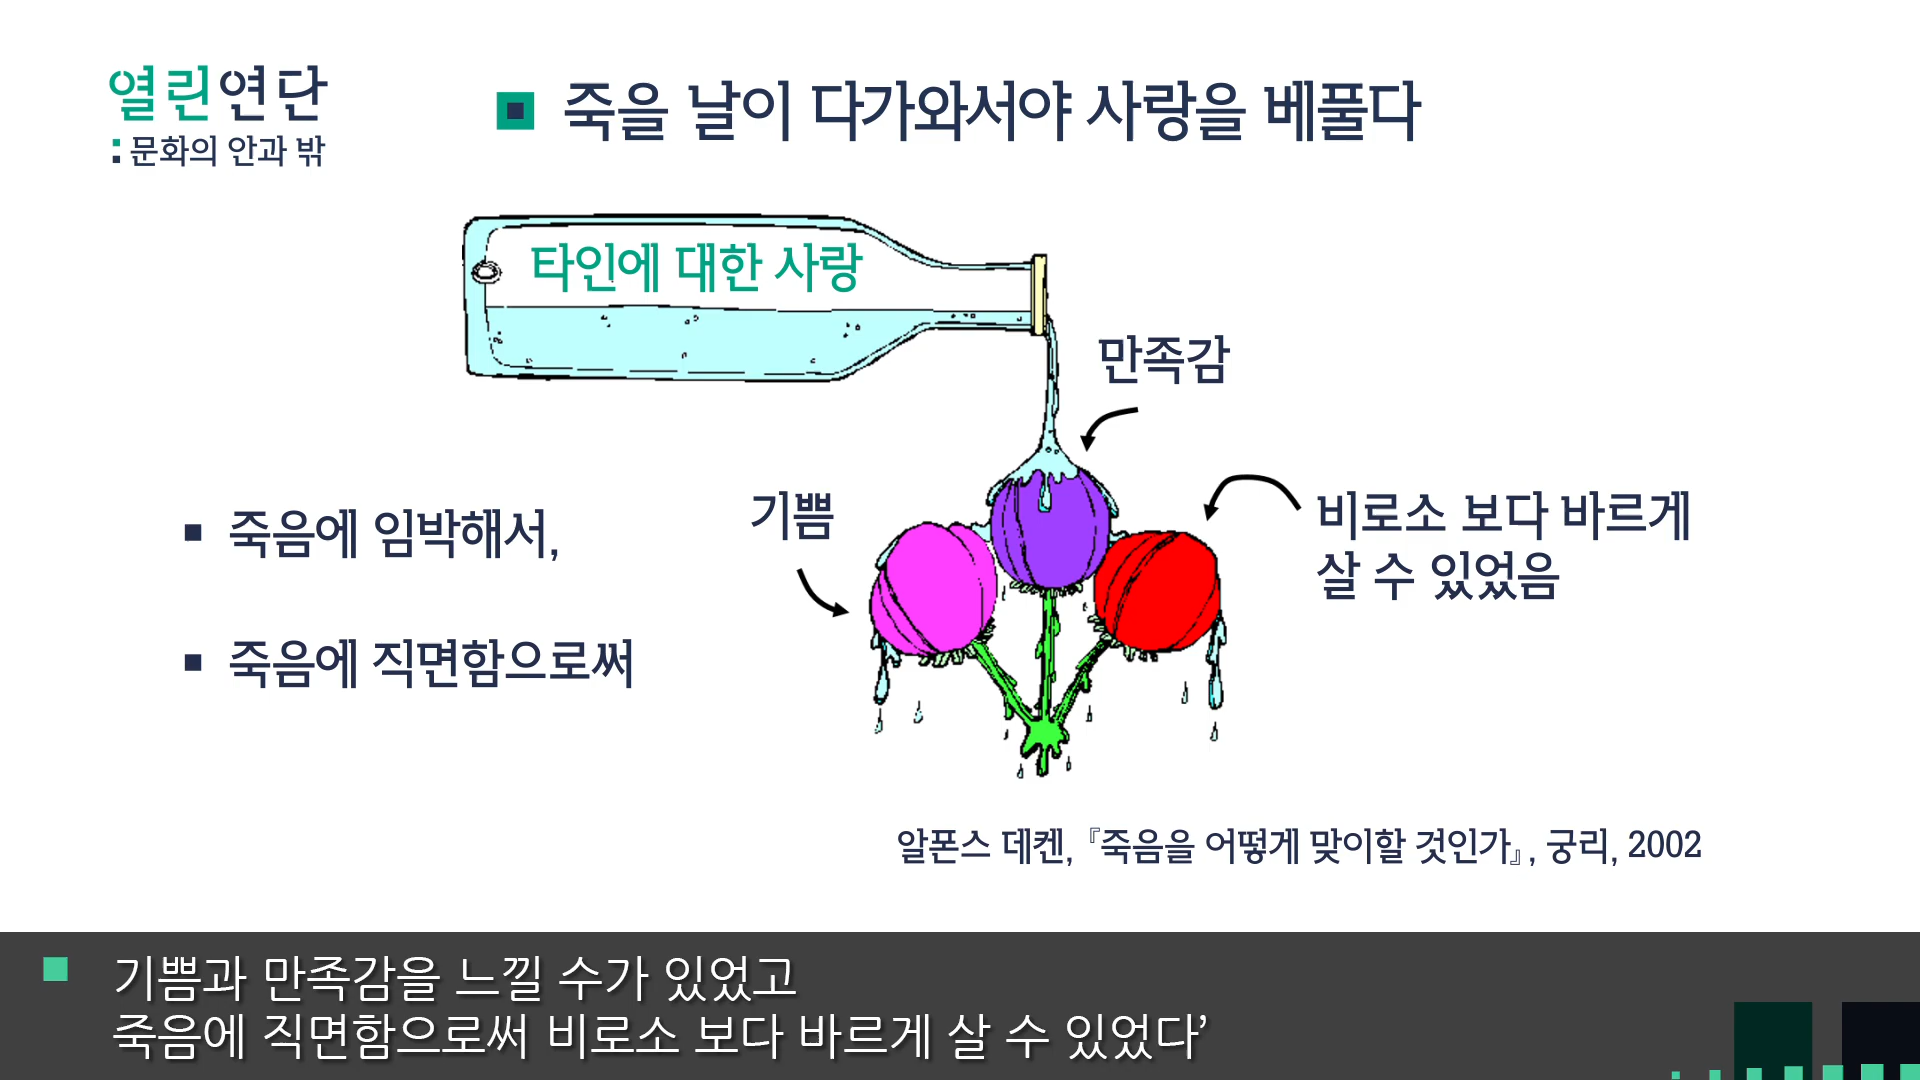 열린연단
:문화의 안과 밖
죽을 날이 다가와서야 사랑을 베풀다
타인에 대한 사랑
만족감
기쁨
비로소 보다 바르게
살 수 있었음
죽음에 임박해서,
죽음에 직면함으로써
알폰스 데켄, 『죽음을 어떻게 맞이할 것인가』, 궁리, 2002
기쁨과 만족감을 느낄 수가 있었고
죽음에 직면함으로써 비로소 보다 바르게 살 수 있었다’